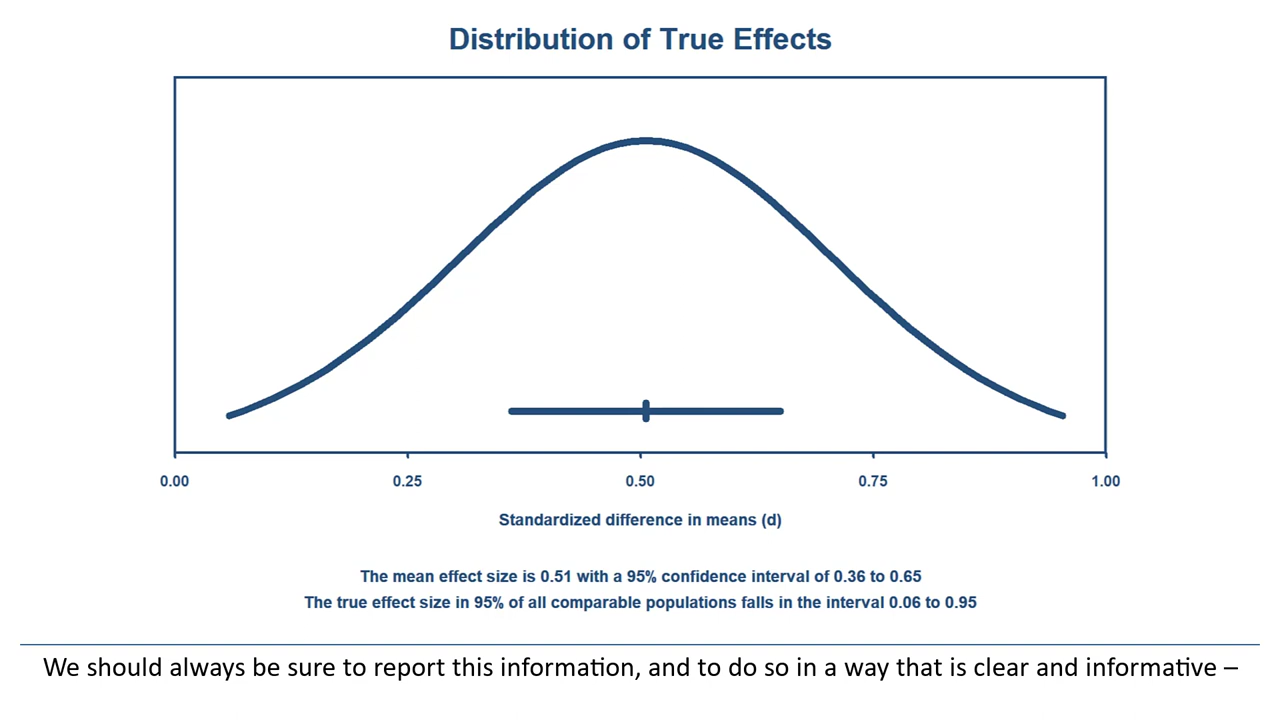 Distribution of True Effects
0.00 0.25 0.50 0.75 1.00
Standardized difference in means (d)
The mean effect size is 0.51 with a 95% confidence interval of 0.36 to 0.65
The true effect size in 95% of all comparable populations falls in the interval 0.06 to 0.95
We should always be sure to report this information, and to do so in a way that is clear and informative –